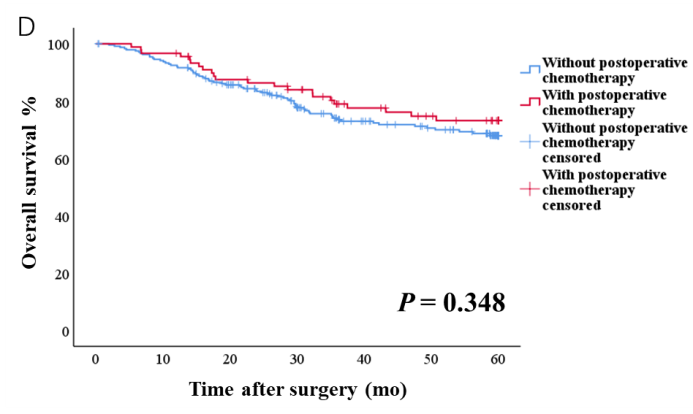 D
100
80
60
40
20
0
Overall survival %
0 10 20 30 40 50 60
Time after surgery (mo)
P = 0.348
Without postoperative
chemotherapy
With postoperative
chemotherapy
Without postoperative
chemotherapy
censored
With postoperative
chemotherapy
censored